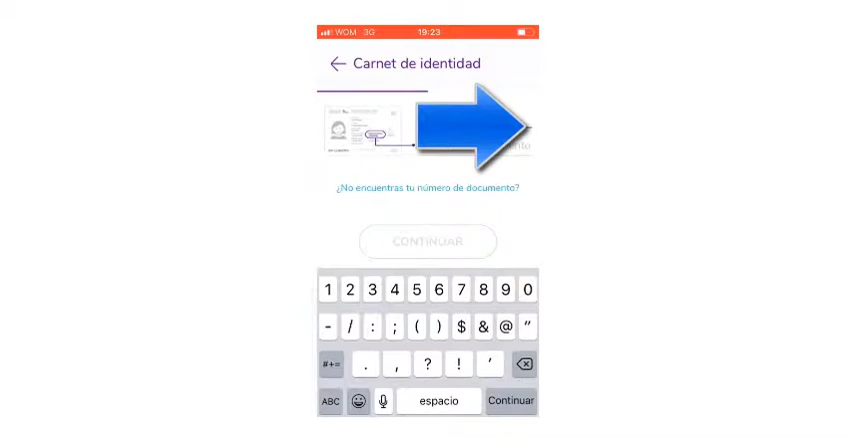 WOM 3G 19:23
Carnet de identidad
¿No encuentras tu número de documento?
CONTINUAR
1 2 3 4 5 6 7 8 9 0
- / : ; ( ) $ & @ "
#+= . , ? ! '
ABC espacio Continuar